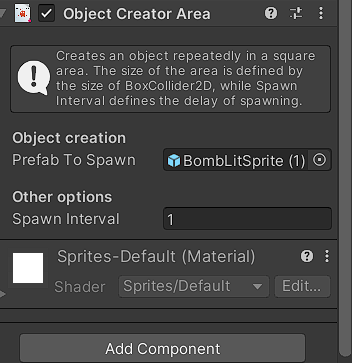 Object Creator Area
Creates an object repeatedly in a square
area. The size of the area is defined by
the size of BoxCollider2D, while Spawn
Interval defines the delay of spawning.
Object creation
Prefab To Spawn BombLitSprite (1)
Other options
Spawn Interval 1
Sprites-Default (Material)
Shader Sprites/Default Edit...
Add Component